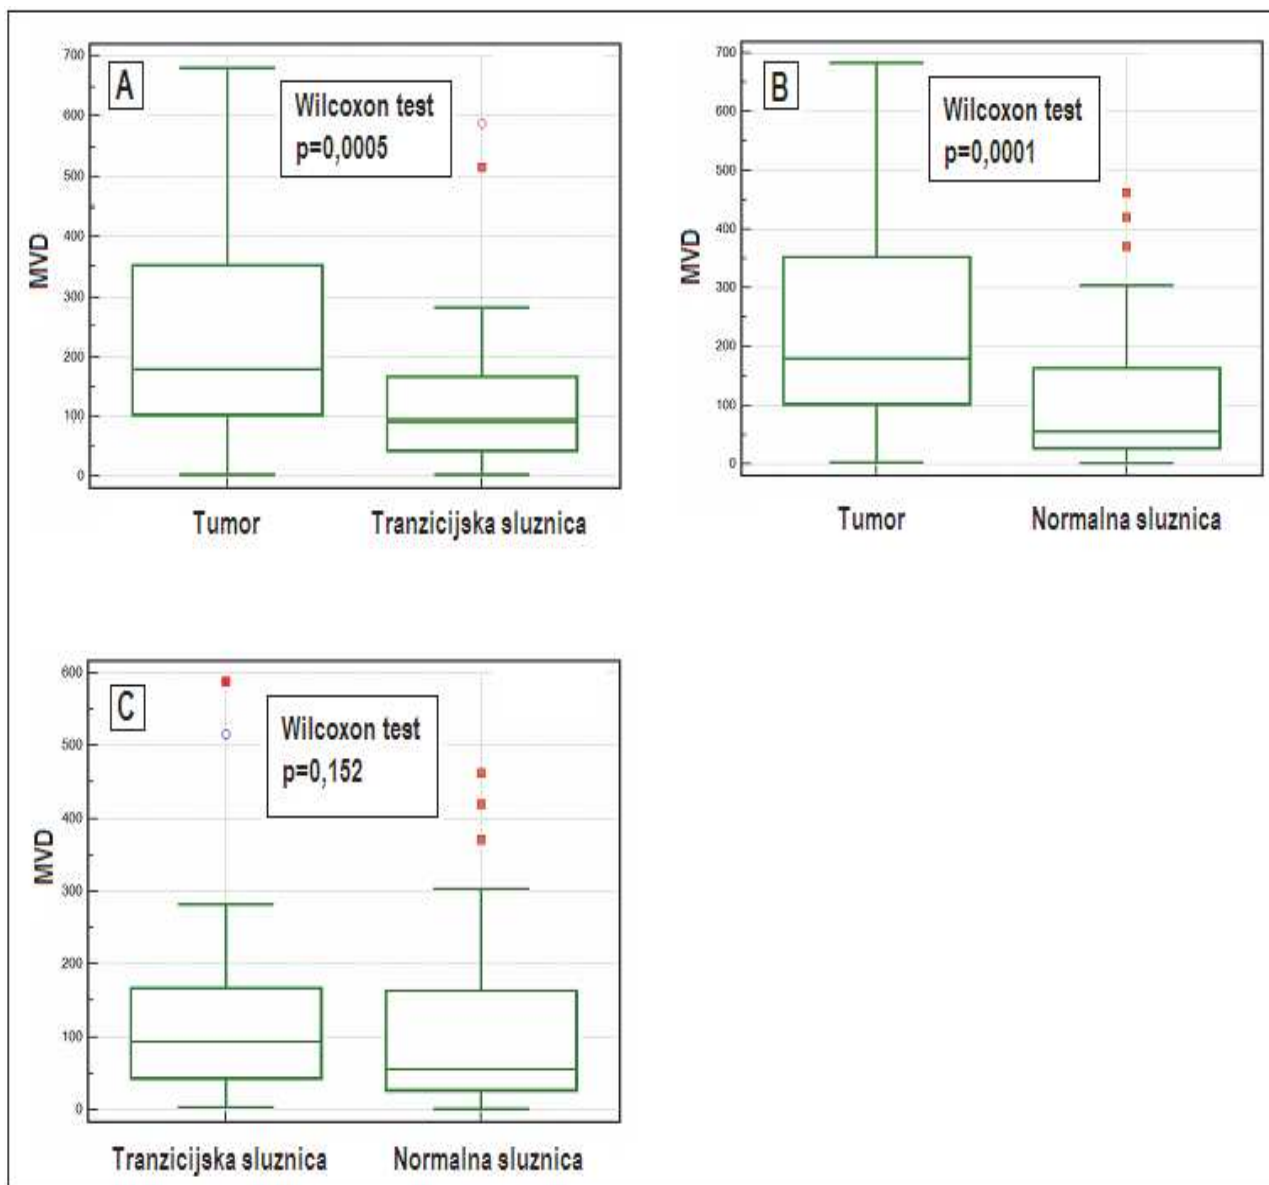 A
Wilcoxon test
p=0,0005
700
600
500
400
300
200
100
0
MVD
Tumor
Tranzicijska sluznica
B
Wilcoxon test
p=0,0001
700
600
500
400
300
200
100
0
MVD
Tumor
Normalna sluznica
C
Wilcoxon test
p=0,152
600
500
400
300
200
100
0
MVD
Tranzicijska sluznica
Normalna sluznica